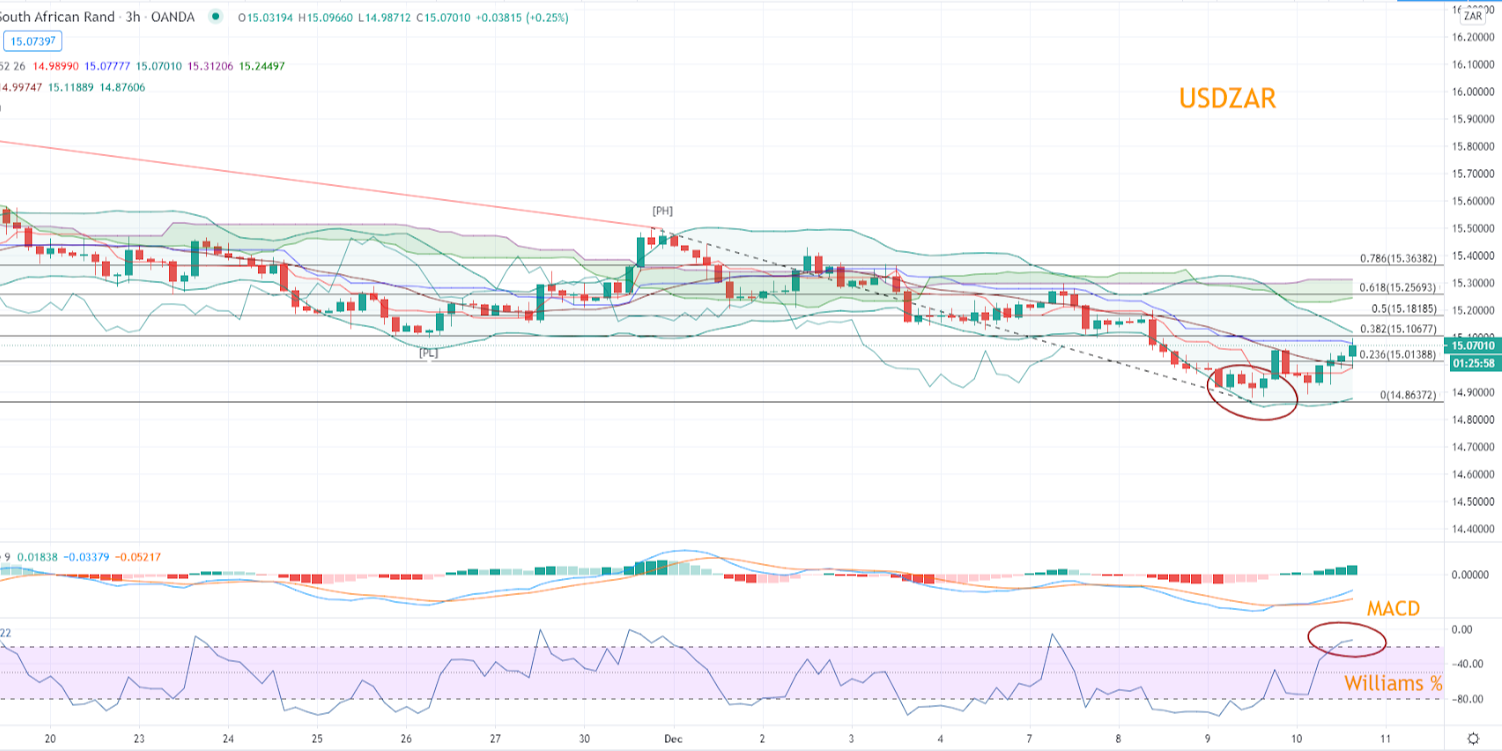 South African Rand · 3h · OANDA O15.03194 H15.09660 L14.98712 C15.07010 +0.03815 (+0.25%)
15.07397
52 26 14.98990 15.07777 15.07010 15.31206 15.24497
14.99747 15.11889 14.87606
USDZAR
ZAR
16.20000
16.10000
16.00000
15.90000
15.80000
15.70000
15.60000
15.50000
15.40000
15.30000
15.20000
15.07010
01:25:58
14.90000
14.80000
14.70000
14.60000
14.50000
14.40000
[PH]
[PL]
0.786(15.36382)
0.618(15.25693)
0.5(15.18185)
0.382(15.10677)
0.236(15.01388)
0(14.86372)
9 0.01838 −0.03379 −0.05217
0.00000
MACD
22
0.00
−40.00
−80.00
Williams %
20 23 24 25 26 27 30 Dec 2 3 4 7 8 9 10 11